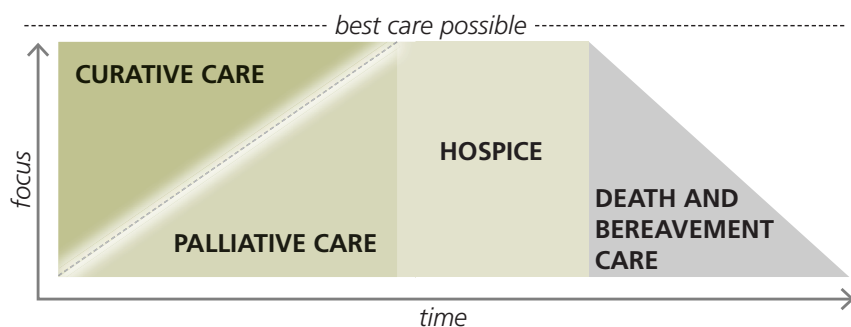 best care possible
CURATIVE CARE
focus
HOSPICE
PALLIATIVE CARE
DEATH AND
BEREAVEMENT
CARE
time